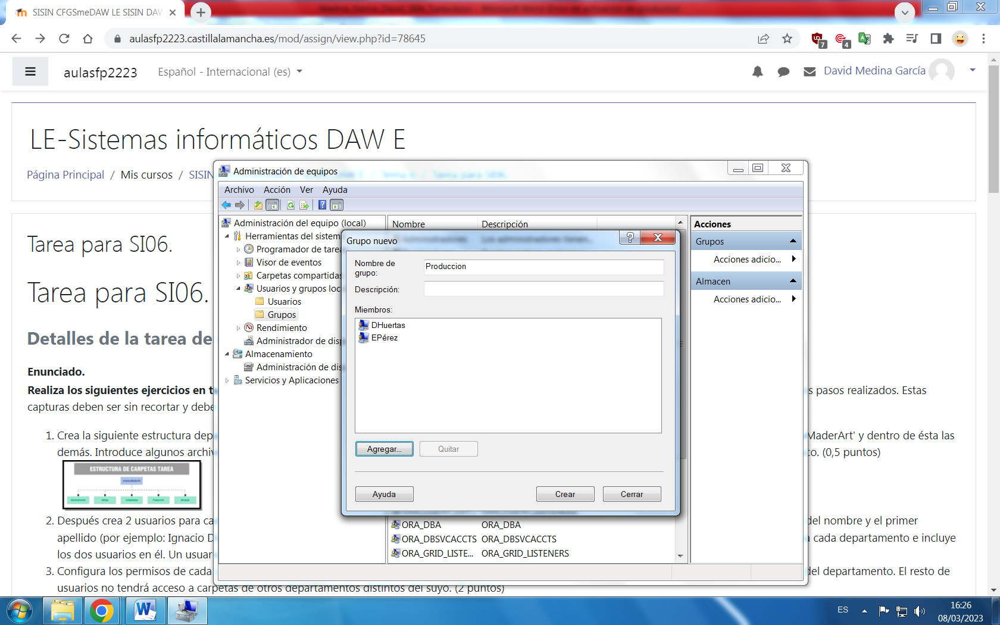 SISIN CFGSmeDAW LE SISIN DAW
aulasfp2223.castillalamancha.es/mod/assign/view.php?id=78645
7
4
aulasfp2223
Español - Internacional (es)
David Medina García
LE-Sistemas informáticos DAW E
Página Principal / Mis cursos / SISIN
Tarea para SI06.
Tarea para SI06.
Detalles de la tarea de
Enunciado.
Realiza los siguientes ejercicios en t
s pasos realizados. Estas
capturas deben ser sin recortar y debe
1. Crea la siguiente estructura dep
MaderArt' y dentro de ésta las
demás. Introduce algunos archiv
co. (0,5 puntos)
ESTRUCTURA DE CARPETAS TAREA
2. Después crea 2 usuarios para ca
del nombre y el primer
apellido (por ejemplo: Ignacio D
a cada departamento e incluye
los dos usuarios en él. Un usuar
3. Configura los permisos de cada
del departamento. El resto de
usuarios no tendrá acceso a carpetas de otros departamentos distintos del suyo. (2 puntos)
Administración de equipos
Archivo Acción Ver Ayuda
Administración del equipo (local)
Herramientas del sistem
Programador de tarea
Visor de eventos
Carpetas compartidas
Usuarios y grupos loc
Usuarios
Grupos
Rendimiento
Administrador de disp
Almacenamiento
Administración de dis
Servicios y Aplicaciones
Nombre Descripción
ORA_DBA ORA_DBA
ORA_DBSVCACCTS ORA_DBSVCACCTS
ORA_GRID_LISTE... ORA_GRID_LISTENERS
Acciones
Grupos
Acciones adicio...
Almacen
Acciones adicio...
Grupo nuevo
Nombre de
grupo:
Produccion
Descripción:
Miembros:
DHuertas
EPérez
Agregar... Quitar
Ayuda Crear Cerrar
ES
16:26
08/03/2023